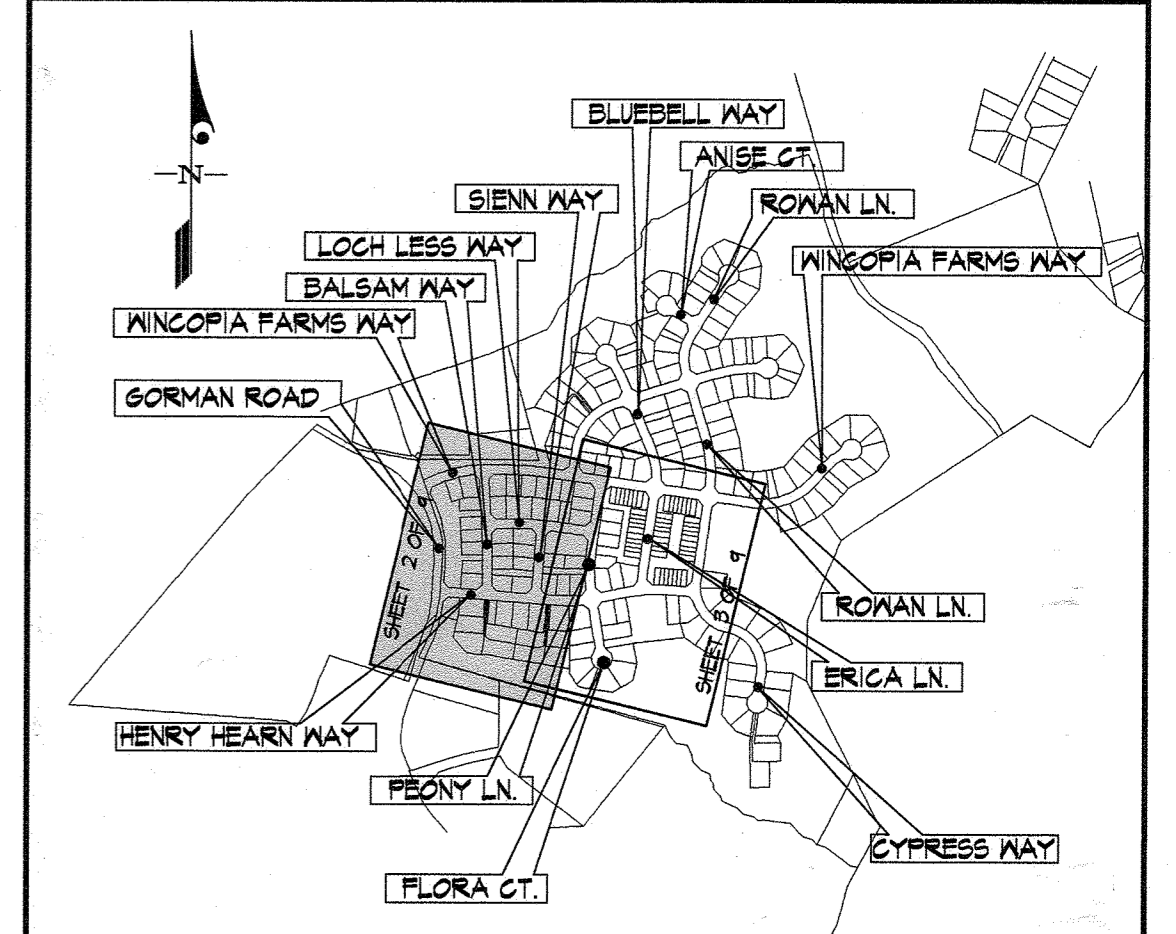 BLUEBELL WAY
-N-
ANISE CT.
SIENN WAY
ROWAN LN.
LOCH LESS WAY
WINCOPIA FARMS WAY
BALSAM WAY
WINCOPIA FARMS WAY
GORMAN ROAD
SHEET 2 OF 9
SHEET 3 OF 9
ROWAN LN.
ERICA LN.
HENRY HEARN WAY
PEONY LN.
CYPRESS WAY
FLORA CT.